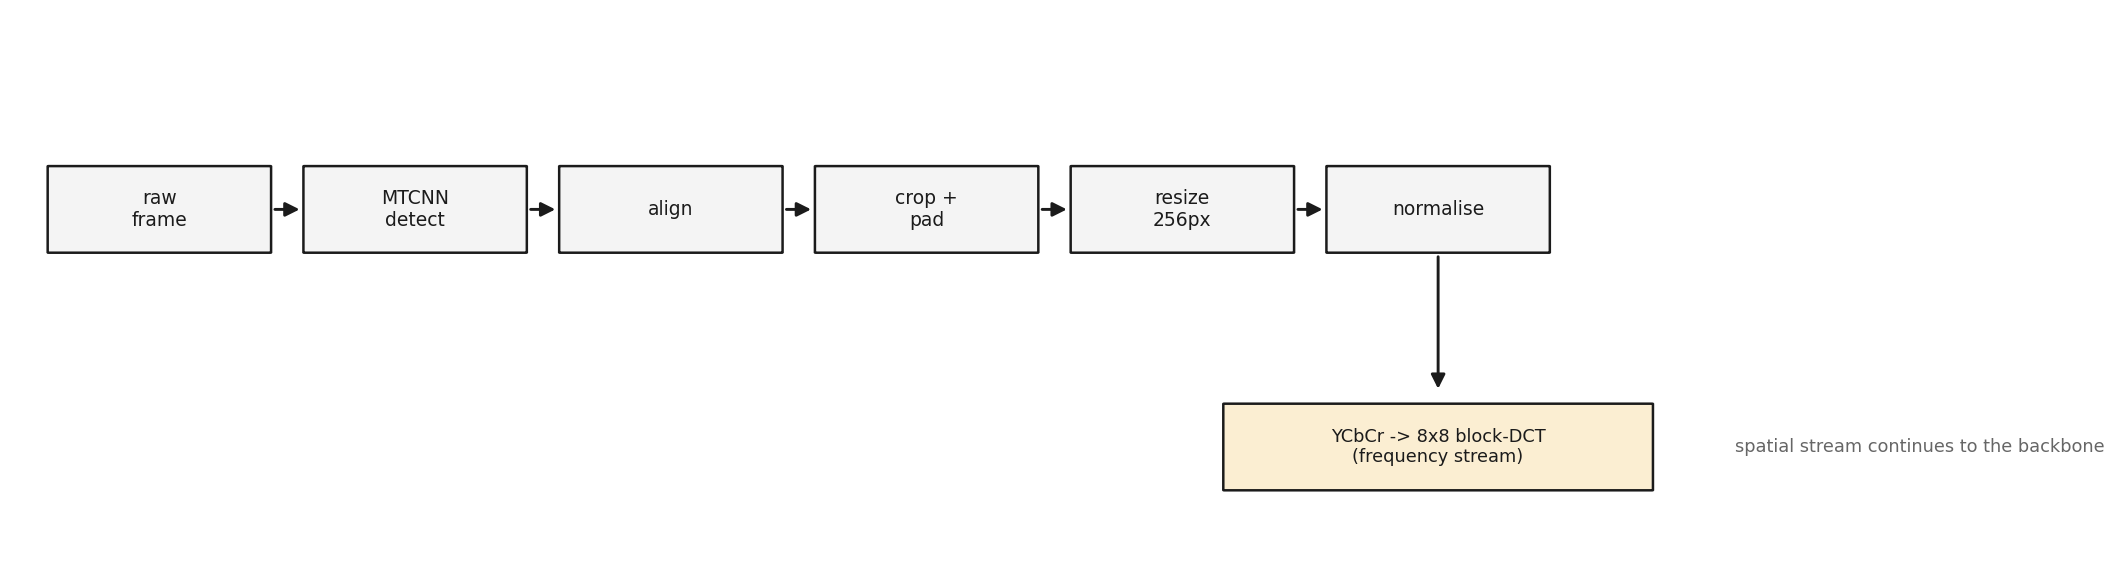 raw
frame
MTCNN
detect
align
crop +
pad
resize
256px
normalise
YCbCr -> 8x8 block-DCT
(frequency stream)
spatial stream continues to the backbone